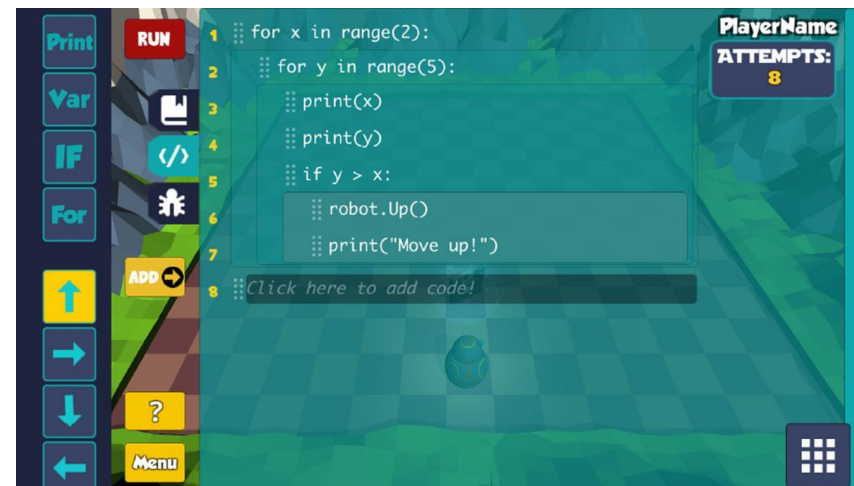 Print
Var
IF
For
RUN
</>
ADD
?
Menu
1 for x in range(2):
2 for y in range(5):
3 print(x)
4 print(y)
5 if y > x:
6 robot.Up()
7 print("Move up!")
8 Click here to add code!
PlayerName
ATTEMPTS:
8